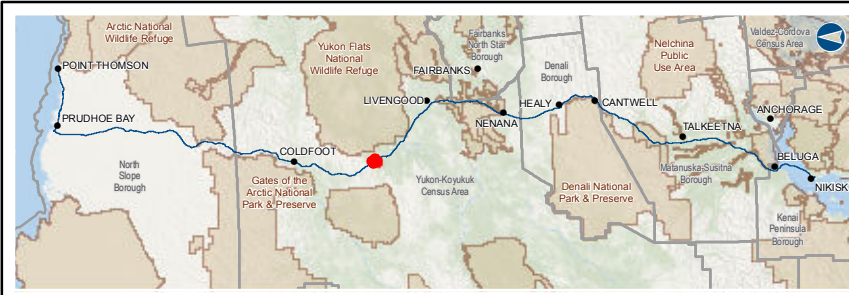 Arctic National
Wildlife Refuge
POINT THOMSON
PRUDHOE BAY
North
Slope
Borough
COLDFOOT
Gates of the
Arctic National
Park & Preserve
Yukon Flats
National
Wildlife Refuge
LIVENGOOD
FAIRBANKS
Fairbanks
North Star
Borough
NENANA
Yukon-Koyukuk
Census Area
Denali
Borough
HEALY
CANTWELL
Denali National
Park & Preserve
Nelchina
Public
Use Area
TALKEETNA
Matanuska-Susitna
Borough
Valdez-Cordova
Census Area
ANCHORAGE
BELUGA
NIKISK
Kenai
Peninsula
Borough